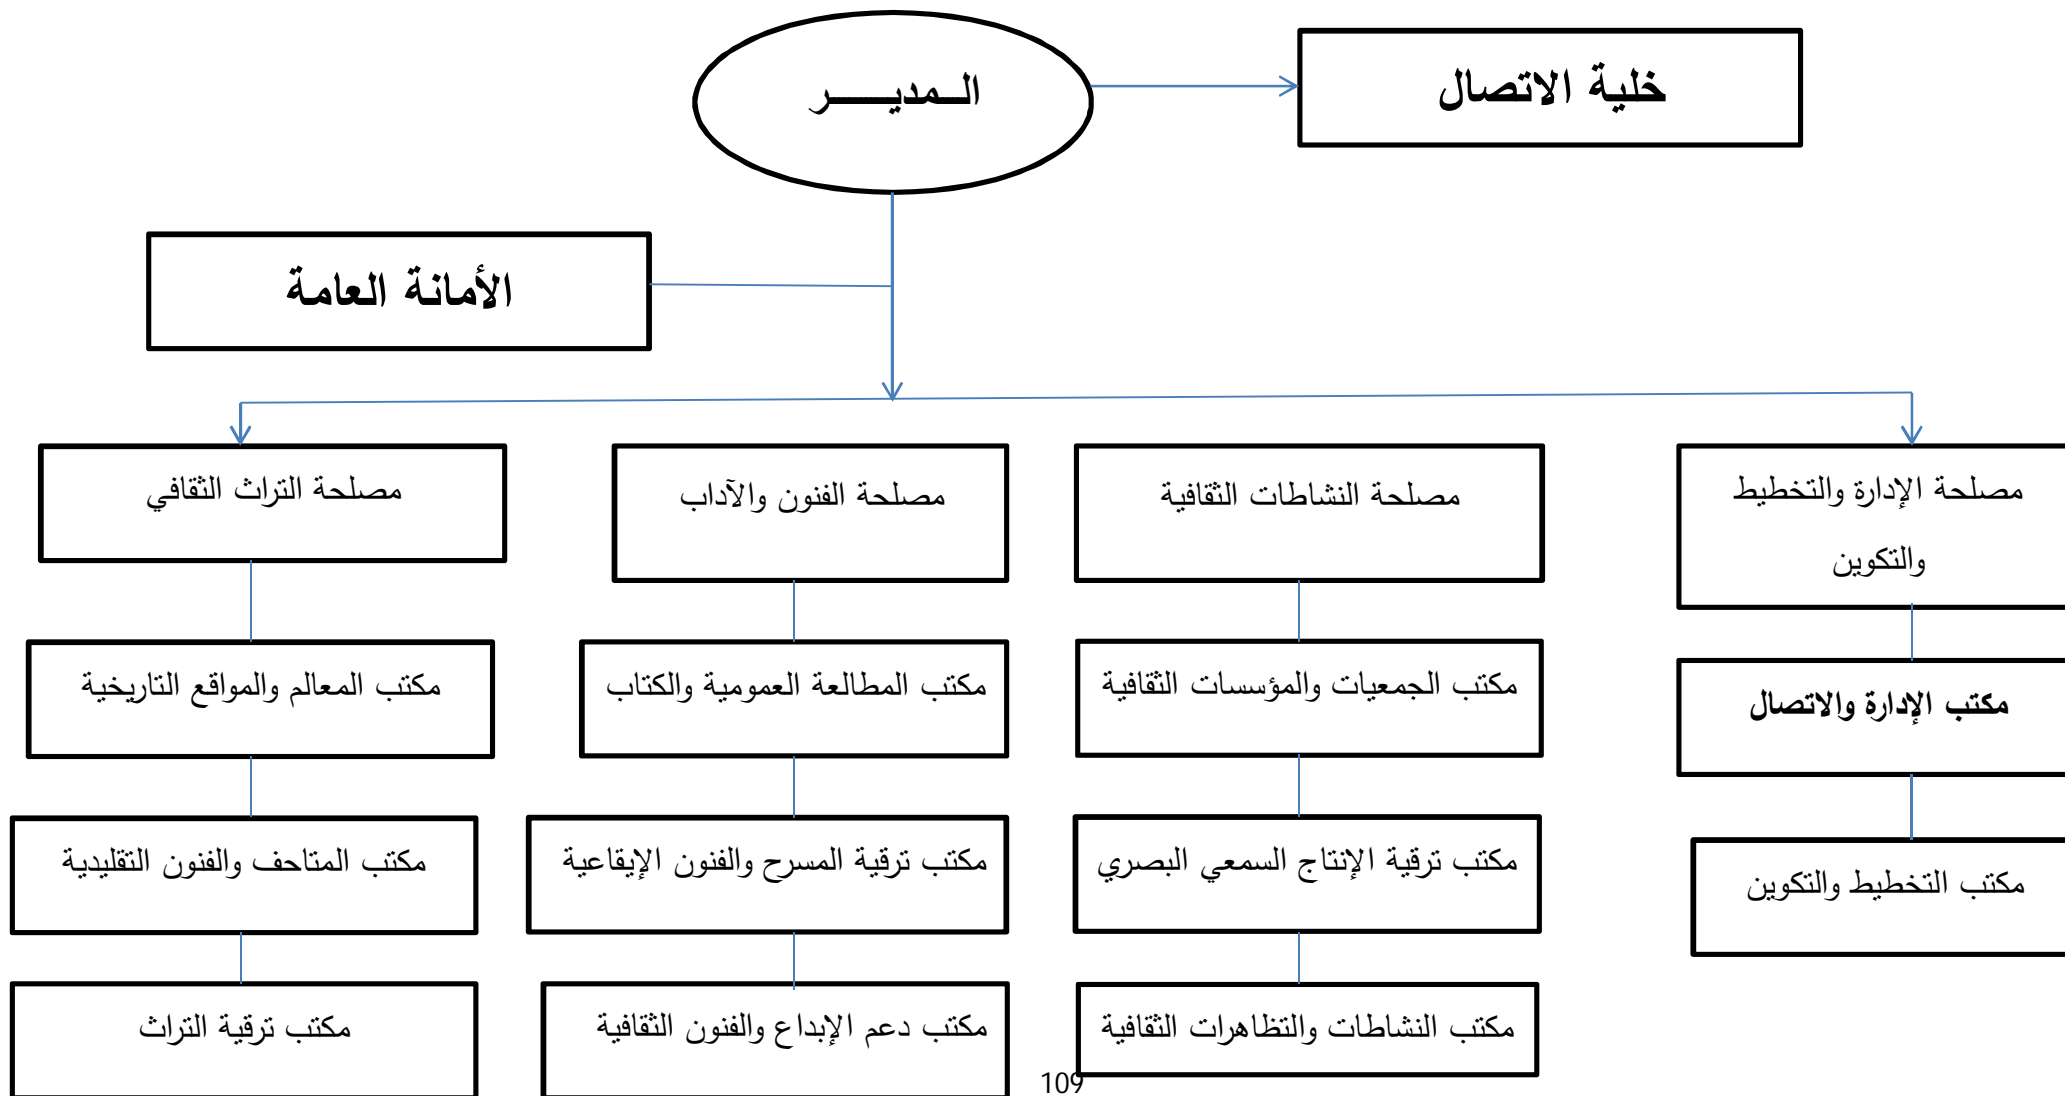 المديـــــر
خلية الاتصال
الأمانة العامة
مصلحة الإدارة والتخطيط
والتكوين
مصلحة النشاطات الثقافية
مصلحة الفنون والآداب
مصلحة التراث الثقافي
مكتب الإدارة والاتصال
مكتب الجمعيات والمؤسسات الثقافية
مكتب المطالعة العمومية والكتاب
مكتب المعالم والمواقع التاريخية
مكتب التخطيط والتكوين
مكتب ترقية الإنتاج السمعي البصري
مكتب ترقية المسرح والفنون الإيقاعية
مكتب المتاحف والفنون التقليدية
مكتب النشاطات والتظاهرات الثقافية
مكتب دعم الإبداع والفنون الثقافية
مكتب ترقية التراث
109